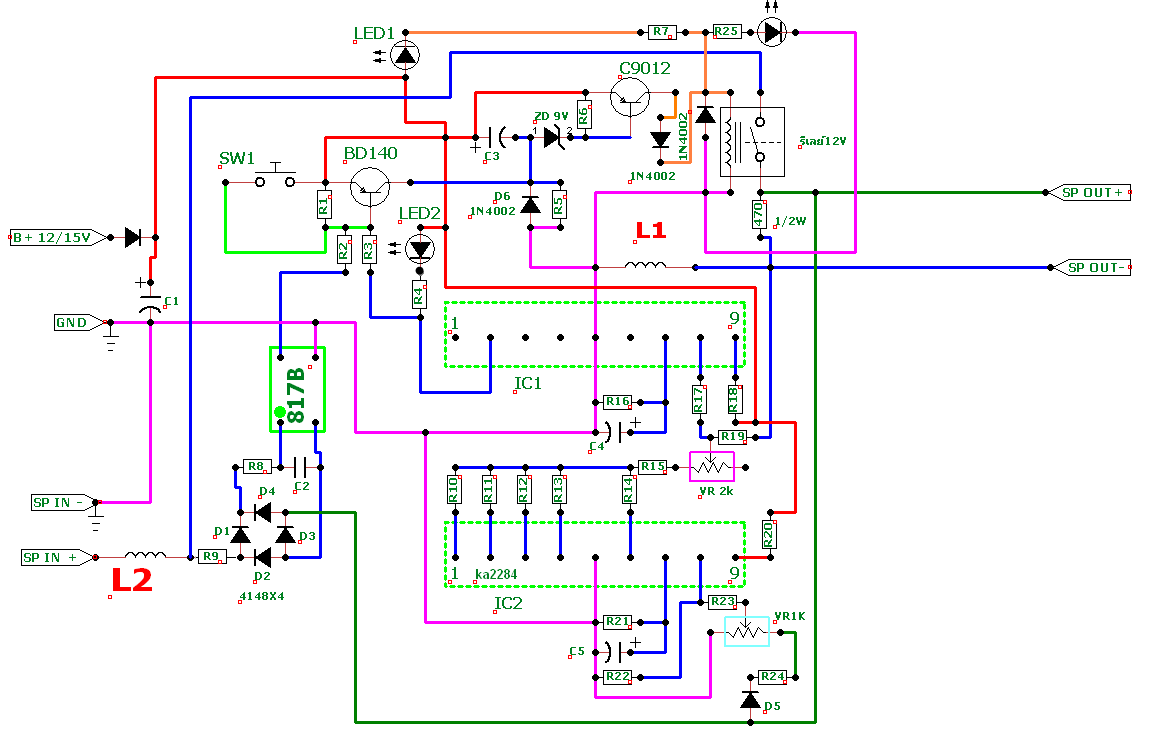 LED1
R7
R25
C9012
ZD 9V
R6
1N4002
1
2
C3
รีเลย์12V
SW1
BD140
1N4002
D6
1N4002
R5
R1
LED2
SP OUT+
470
1/2W
B+ 12/15V
L1
R2
R3
SP OUT-
R4
C1
GND
1
9
IC1
817B
R16
R17
R18
C4
R19
R8
C2
R15
VR 2k
R10
R11
R12
R13
R14
D4
SP IN -
D1
D3
R20
SP IN +
R9
L2
D2
4148X4
1
ka2284
9
IC2
R23
VR1K
R21
C5
R22
R24
D5